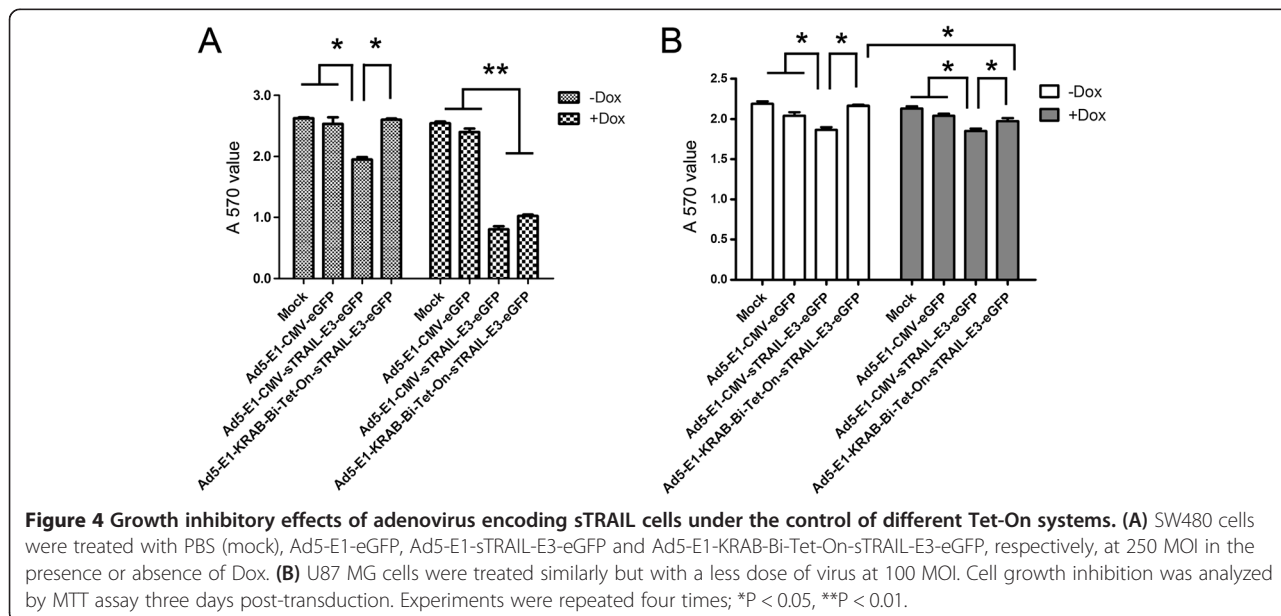 A
B
*
*
**
*
*
*
*
*
-Dox
+Dox
-Dox
+Dox
A 570 value
3.0
2.0
1.0
0.0
Mock
Ad5-E1-CMV-eGFP
Ad5-E1-CMV-sTRAIL-E3-eGFP
Ad5-E1-KRAB-Bi-Tet-On-sTRAIL-E3-eGFP
Mock
Ad5-E1-CMV-eGFP
Ad5-E1-CMV-sTRAIL-E3-eGFP
Ad5-E1-KRAB-Bi-Tet-On-sTRAIL-E3-eGFP
A 570 value
2.5
2.0
1.5
1.0
0.5
0.0
Mock
Ad5-E1-CMV-eGFP
Ad5-E1-CMV-sTRAIL-E3-eGFP
Ad5-E1-KRAB-Bi-Tet-On-sTRAIL-E3-eGFP
Mock
Ad5-E1-CMV-eGFP
Ad5-E1-CMV-sTRAIL-E3-eGFP
Ad5-E1-KRAB-Bi-Tet-On-sTRAIL-E3-eGFP
Figure 4 Growth inhibitory effects of adenovirus encoding sTRAIL cells under the control of different Tet-On systems. (A) SW480 cells
were treated with PBS (mock), Ad5-E1-eGFP, Ad5-E1-sTRAIL-E3-eGFP and Ad5-E1-KRAB-Bi-Tet-On-sTRAIL-E3-eGFP, respectively, at 250 MOI in the
presence or absence of Dox. (B) U87 MG cells were treated similarly but with a less dose of virus at 100 MOI. Cell growth inhibition was analyzed
by MTT assay three days post-transduction. Experiments were repeated four times; *P < 0.05, **P < 0.01.